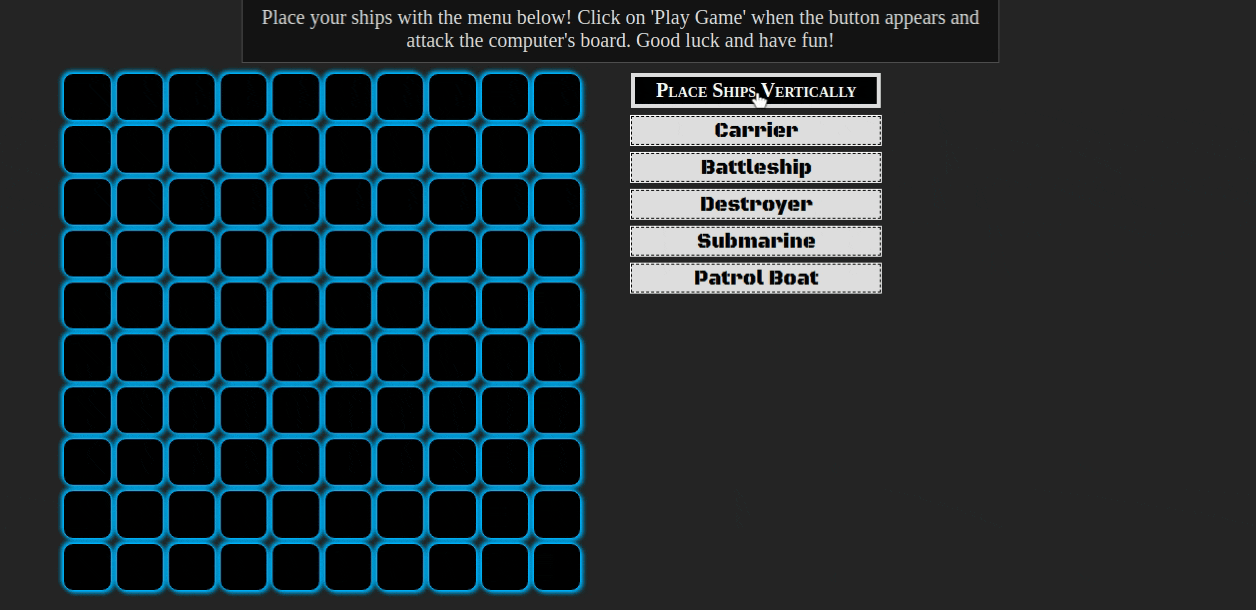 Place your ships with the menu below! Click on 'Play Game' when the button appears and
attack the computer's board. Good luck and have fun!
Place Ships Vertically
Carrier
Battleship
Destroyer
Submarine
Patrol Boat